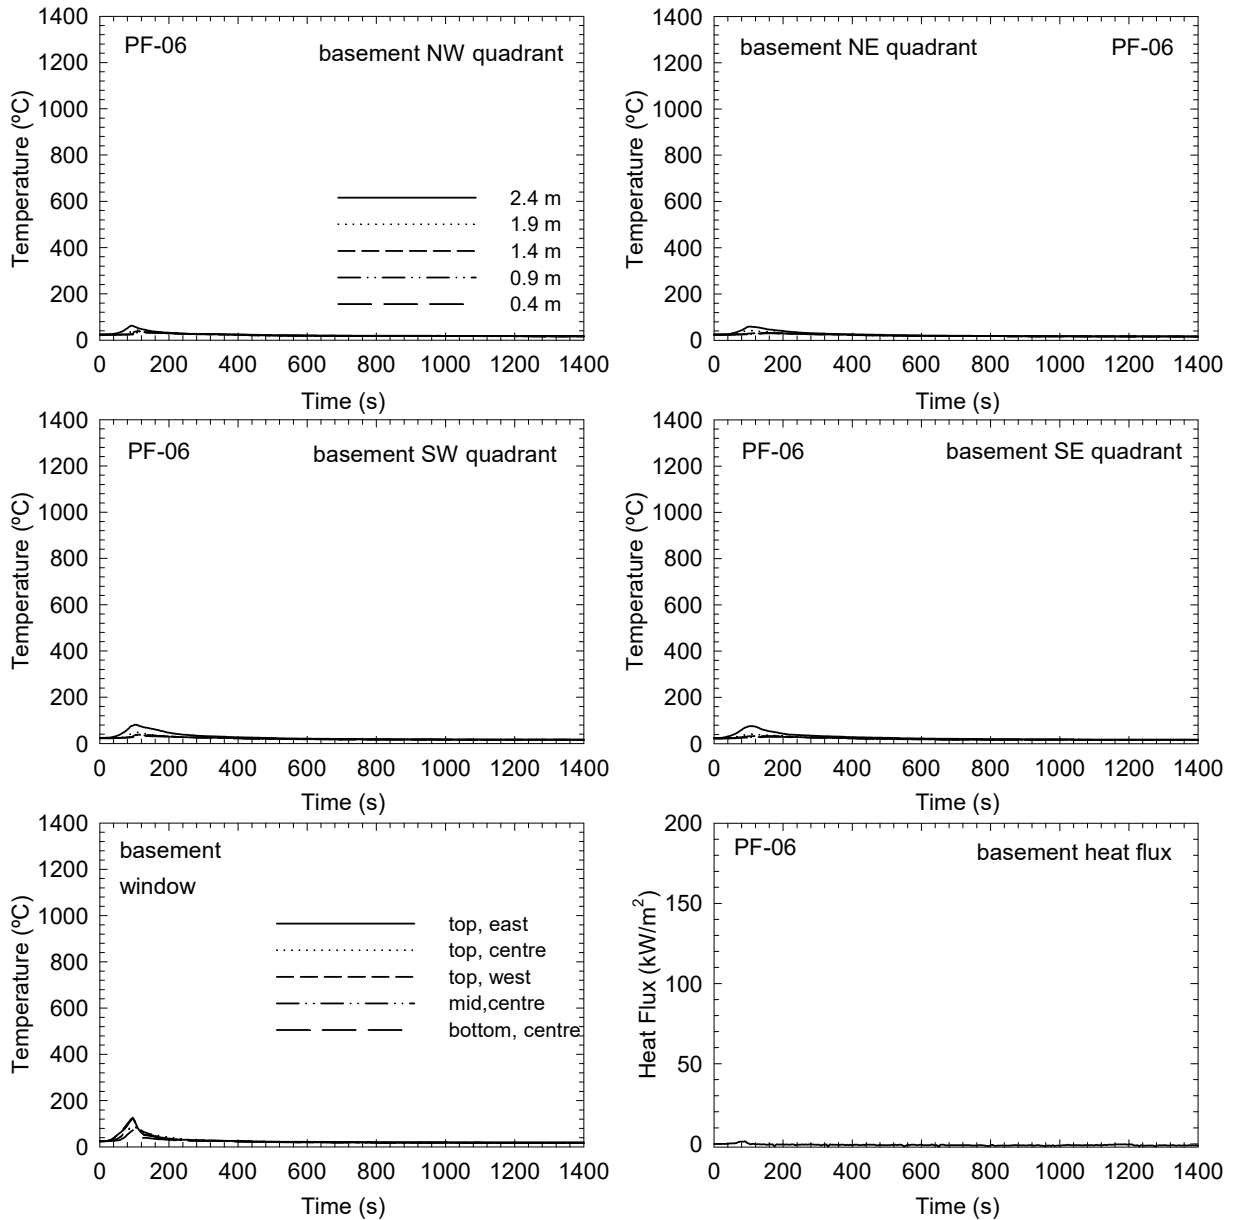 1400
1200
1000
800
600
400
200
0
Temperature (ºC)
PF-06
basement NW quadrant
2.4 m
1.9 m
1.4 m
0.9 m
0.4 m
0 200 400 600 800 1000 1200 1400
Time (s)
1400
1200
1000
800
600
400
200
0
Temperature (ºC)
basement NE quadrant PF-06
0 200 400 600 800 1000 1200 1400
Time (s)
1400
1200
1000
800
600
400
200
0
Temperature (ºC)
PF-06
basement SW quadrant
0 200 400 600 800 1000 1200 1400
Time (s)
1400
1200
1000
800
600
400
200
0
Temperature (ºC)
PF-06
basement SE quadrant
0 200 400 600 800 1000 1200 1400
Time (s)
1400
1200
1000
800
600
400
200
0
Temperature (ºC)
basement
window
top, east
top, centre
top, west
mid,centre
bottom, centre
0 200 400 600 800 1000 1200 1400
Time (s)
200
150
100
50
0
Heat Flux (kW/m²)
PF-06
basement heat flux
0 200 400 600 800 1000 1200 1400
Time (s)